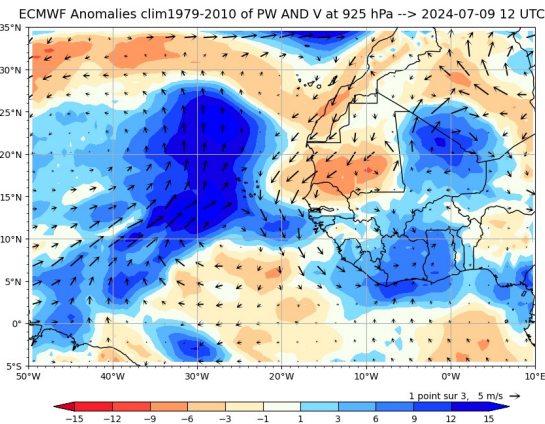 ECMWF Anomalies clim1979-2010 of PW AND V at 925 hPa --> 2024-07-09 12 UTC
35°N
30°N
25°N
20°N
15°N
10°N
5°N
0°
5°S
50°W 40°W 30°W 20°W 10°W 0°W 10°E
1 point sur 3, 5 m/s
−15 −12 −9 −6 −3 −1 1 3 6 9 12 15